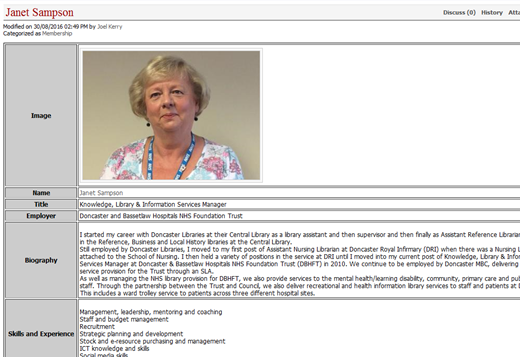 Janet Sampson
Discuss (0) History Atta
Modified on 30/08/2016 02:49 PM by Joel Kerry
Categorized as Membership
Image
Name Janet Sampson
Title Knowledge, Library & Information Services Manager
Employer Doncaster and Bassetlaw Hospitals NHS Foundation Trust
Biography
I started my career with Doncaster Libraries at their Central Library as a library assistant and then supervisor and then finally as Assistant Reference Librarian
in the Reference, Business and Local History libraries at the Central Library.
Still employed by Doncaster Libraries, I moved to my first post of Assistant Nursing Librarian at Doncaster Royal Infirmary (DRI) when there was a Nursing L
attached to the School of Nursing. I then held a variety of positions in the service at DRI until I moved into my current post of Knowledge, Library & Inform
Services Manager at Doncaster & Bassetlaw Hospitals NHS Foundation Trust (DBHFT) in 2010. We continue to be employed by Doncaster MBC, delivering
service provision for the Trust through an SLA.
As well as managing the NHS library provision for DBHFT, we also provide services to the mental health/learning disability, community, primary care and pu
staff. Through the partnership between the Trust and Council, we also deliver recreational and health information library services to staff and patients at D
This includes a ward trolley service to patients across three different hospital sites.
Skills and Experience
Management, leadership, mentoring and coaching
Staff and budget management
Recruitment
Strategic planning and development
Stock and e-resource purchasing and management
ICT knowledge and skills
Social media skills